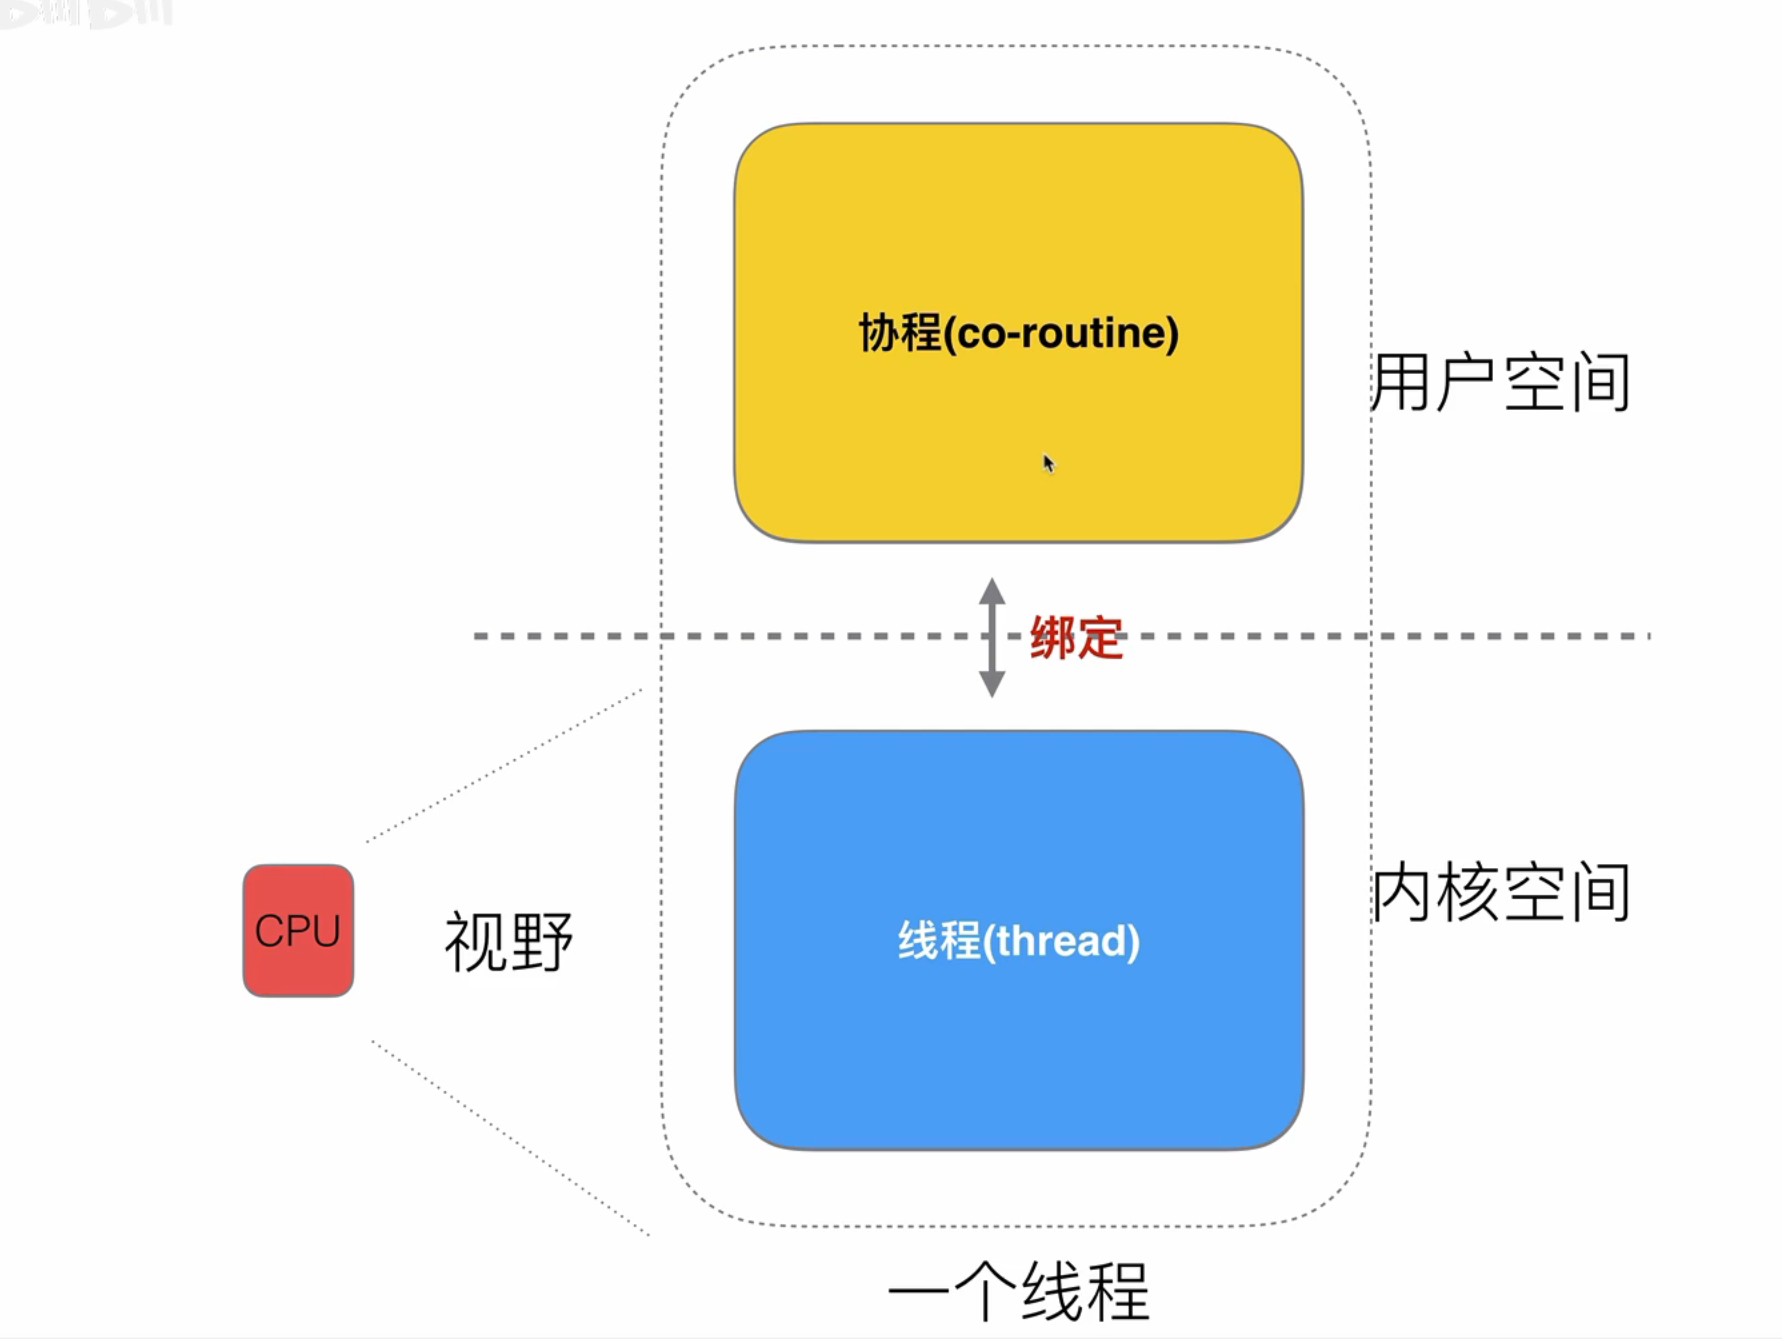 协程(co-routine)
用户空间
绑定
CPU
视野
线程(thread)
内核空间
一个线程